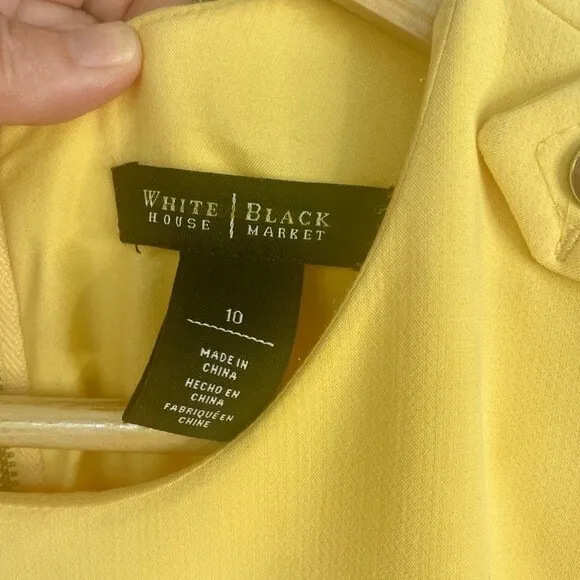 WHITE | BLACK
HOUSE | MARKET
10
MADE IN
CHINA
HECHO EN
CHINA
FABRIQUÉ EN
CHINE